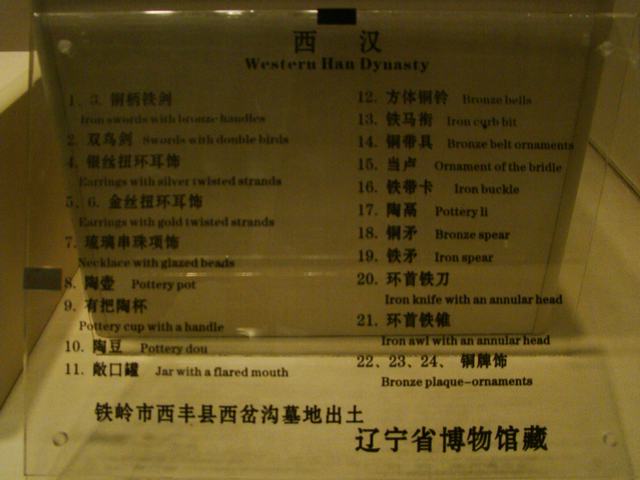 西 汉
Western Han Dynasty
1、3. 铜柄铁剑
Iron swords with bronze handles
2. 双鸟剑 Swords with double birds
4. 银丝扭环耳饰
Earrings with silver twisted strands
5、6. 金丝扭环耳饰
Earrings with gold twisted strands
7. 琉璃串珠项饰
Necklace with glazed beads
8. 陶壶 Pottery pot
9. 有把陶杯
Pottery cup with a handle
10. 陶豆 Pottery dou
11. 敞口罐 Jar with a flared mouth
12. 方体铜铃 Bronze bells
13. 铁马衔 Iron curb bit
14. 铜带具 Bronze belt ornaments
15. 当卢 Ornament of the bridle
16. 铁带卡 Iron buckle
17. 陶鬲 Pottery li
18. 铜矛 Bronze spear
19. 铁矛 Iron spear
20. 环首铁刀
Iron knife with an annular head
21. 环首铁锥
Iron awl with an annular head
22、23、24、 铜牌饰
Bronze plaque-ornaments
铁岭市西丰县西岔沟墓地出土
辽宁省博物馆藏